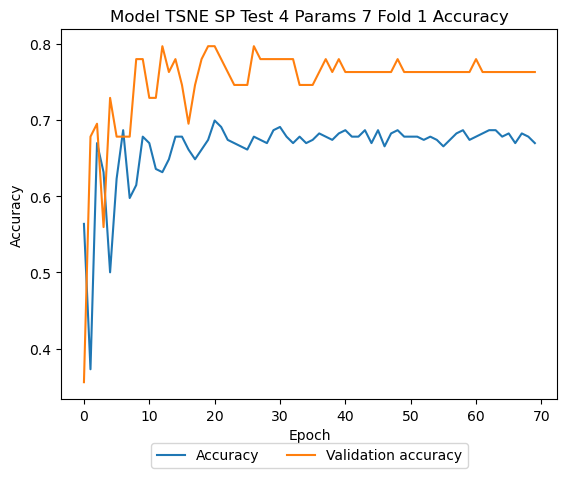 Model TSNE SP Test 4 Params 7 Fold 1 Accuracy
0.8
0.7
0.6
0.5
0.4
Accuracy
0 10 20 30 40 50 60 70
Epoch
Accuracy Validation accuracy